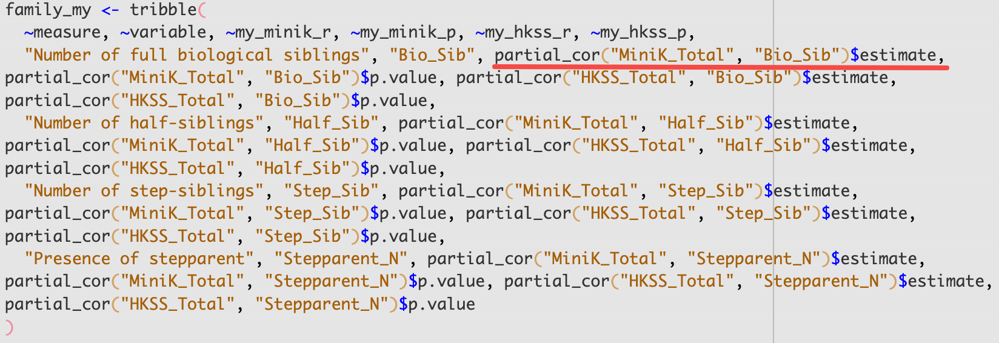 family_my <- tribble(
~measure, ~variable, ~my_minik_r, ~my_minik_p, ~my_hkss_r, ~my_hkss_p,
"Number of full biological siblings", "Bio_Sib", partial_cor("MiniK_Total", "Bio_Sib")$estimate,
partial_cor("MiniK_Total", "Bio_Sib")$p.value, partial_cor("HKSS_Total", "Bio_Sib")$estimate,
partial_cor("HKSS_Total", "Bio_Sib")$p.value,
"Number of half-siblings", "Half_Sib", partial_cor("MiniK_Total", "Half_Sib")$estimate,
partial_cor("MiniK_Total", "Half_Sib")$p.value, partial_cor("HKSS_Total", "Half_Sib")$estimate,
partial_cor("HKSS_Total", "Half_Sib")$p.value,
"Number of step-siblings", "Step_Sib", partial_cor("MiniK_Total", "Step_Sib")$estimate,
partial_cor("MiniK_Total", "Step_Sib")$p.value, partial_cor("HKSS_Total", "Step_Sib")$estimate,
partial_cor("HKSS_Total", "Step_Sib")$p.value,
"Presence of stepparent", "Stepparent_N", partial_cor("MiniK_Total", "Stepparent_N")$estimate,
partial_cor("MiniK_Total", "Stepparent_N")$p.value, partial_cor("HKSS_Total", "Stepparent_N")$estimate,
partial_cor("HKSS_Total", "Stepparent_N")$p.value
)